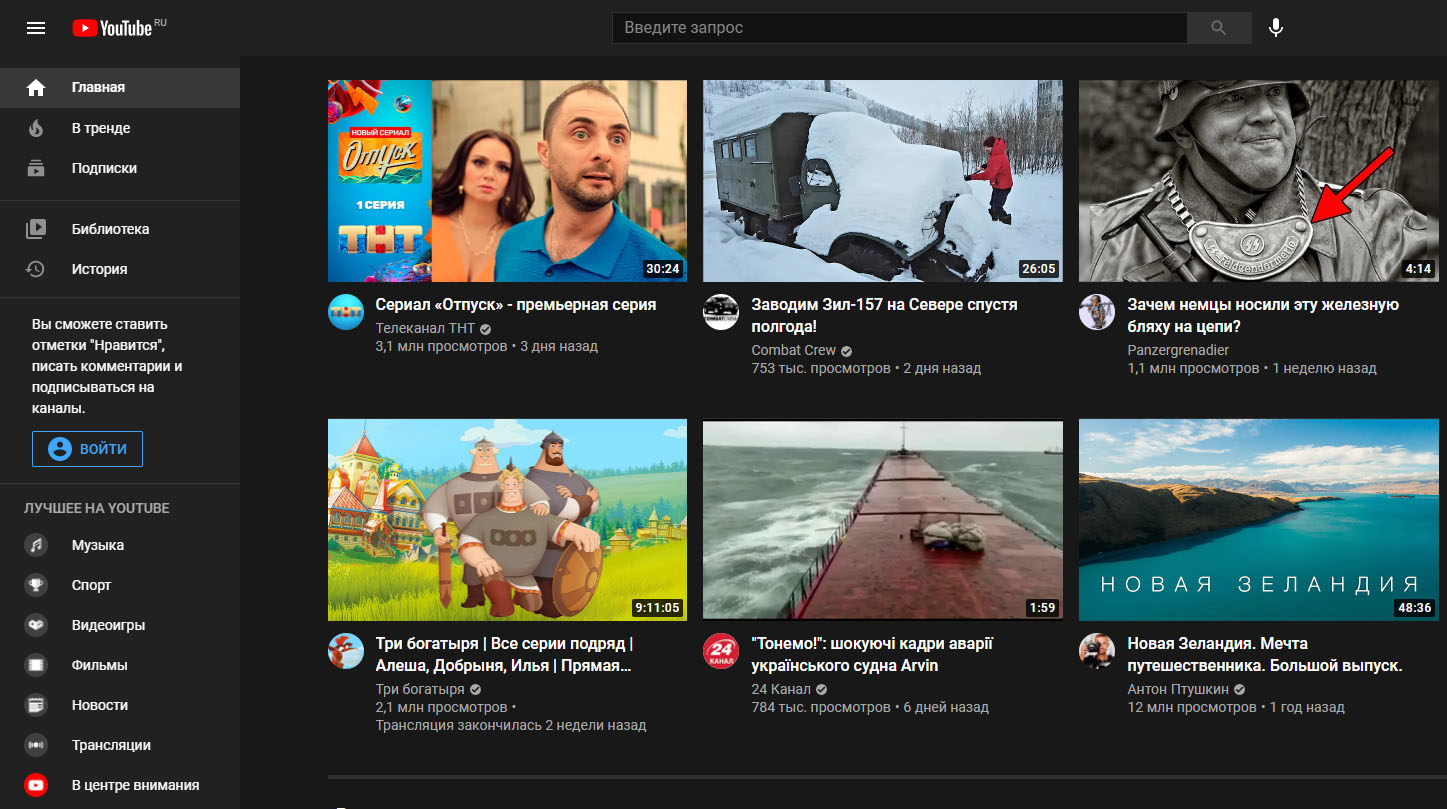 YouTube RU
Введите запрос
Главная
В тренде
Подписки
Библиотека
История
Вы сможете ставить
отметки "Нравится",
писать комментарии и
подписываться на
каналы.
ВОЙТИ
ЛУЧШЕЕ НА YOUTUBE
Музыка
Спорт
Видеоигры
Фильмы
Новости
Трансляции
В центре внимания
НОВЫЙ СЕРИАЛ
Отпуск
1 СЕРИЯ
ТНТ
30:24
ТНТ
Сериал «Отпуск» - премьерная серия
Телеканал ТНТ
3,1 млн просмотров • 3 дня назад
26:05
Заводим Зил-157 на Севере спустя
полгода!
Combat Crew
753 тыс. просмотров • 2 дня назад
4:14
Зачем немцы носили эту железную
бляху на цепи?
Panzergrenadier
1,1 млн просмотров • 1 неделю назад
9:11:05
Три богатыря | Все серии подряд |
Алеша, Добрыня, Илья | Прямая...
Три богатыря
2,1 млн просмотров •
Трансляция закончилась 2 недели назад
1:59
24
КАНАЛ
"Тонемо!": шокуючі кадри аварії
українського судна Arvin
24 Канал
784 тыс. просмотров • 6 дней назад
НОВАЯ ЗЕЛАНДИЯ
48:36
Новая Зеландия. Мечта
путешественника. Большой выпуск.
Антон Птушкин
12 млн просмотров • 1 год назад